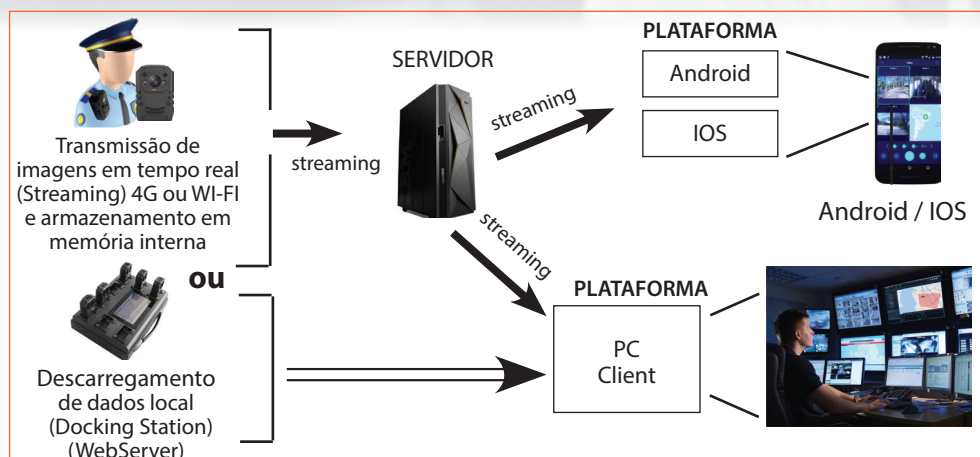 Transmissão de
imagens em tempo real
(Streaming) 4G ou WI-FI
e armazenamento em
memória interna
ou
Descarregamento
de dados local
(Docking Station)
(WebServer)
streaming
SERVIDOR
streaming
streaming
PLATAFORMA
Android
IOS
Android / IOS
PLATAFORMA
PC
Client